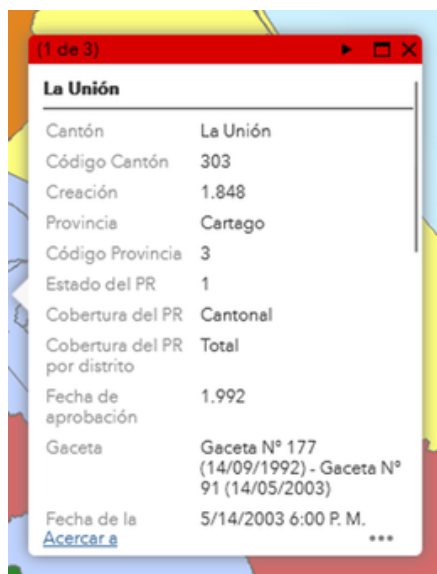 (1 de 3)
La Unión
Cantón La Unión
Código Cantón 303
Creación 1.848
Provincia Cartago
Código Provincia 3
Estado del PR 1
Cobertura del PR Cantonal
Cobertura del PR Total
por distrito
Fecha de 1.992
aprobación
Gaceta Gaceta Nº 177
(14/09/1992) - Gaceta Nº
91 (14/05/2003)
Fecha de la 5/14/2003 6:00 P. M.
Acercar a